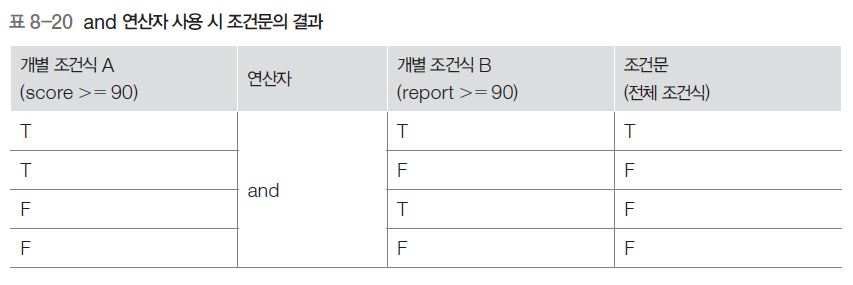 표 8-20 and 연산자 사용 시 조건문의 결과
개별 조건식 A 연산자 개별 조건식 B 조건문
(score >= 90) (report >= 90) (전체 조건식)
T and T T
T F F
F T F
F F F